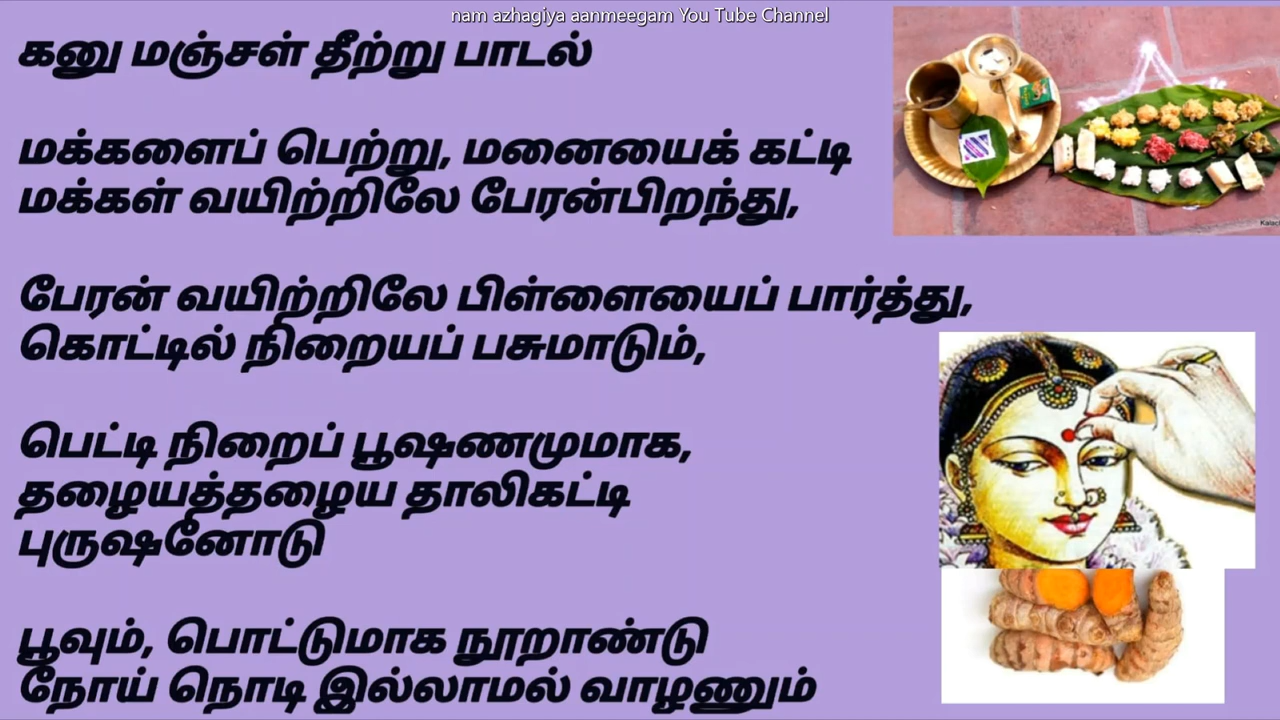 nam azhagiya aanmeegam You Tube Channel
கனு மஞ்சள் தீற்று பாடல்
மக்களைப் பெற்று, மனையைக் கட்டி
மக்கள் வயிற்றிலே பேரன்பிறந்து,
பேரன் வயிற்றிலே பிள்ளையைப் பார்த்து,
கொட்டில் நிறையப் பசுமாடும்,
பெட்டி நிறைப் பூஷணமுமாக,
தழையத்தழைய தாலிகட்டி
புருஷனோடு
பூவும், பொட்டுமாக நூறாண்டு
நோய் நொடி இல்லாமல் வாழணும்